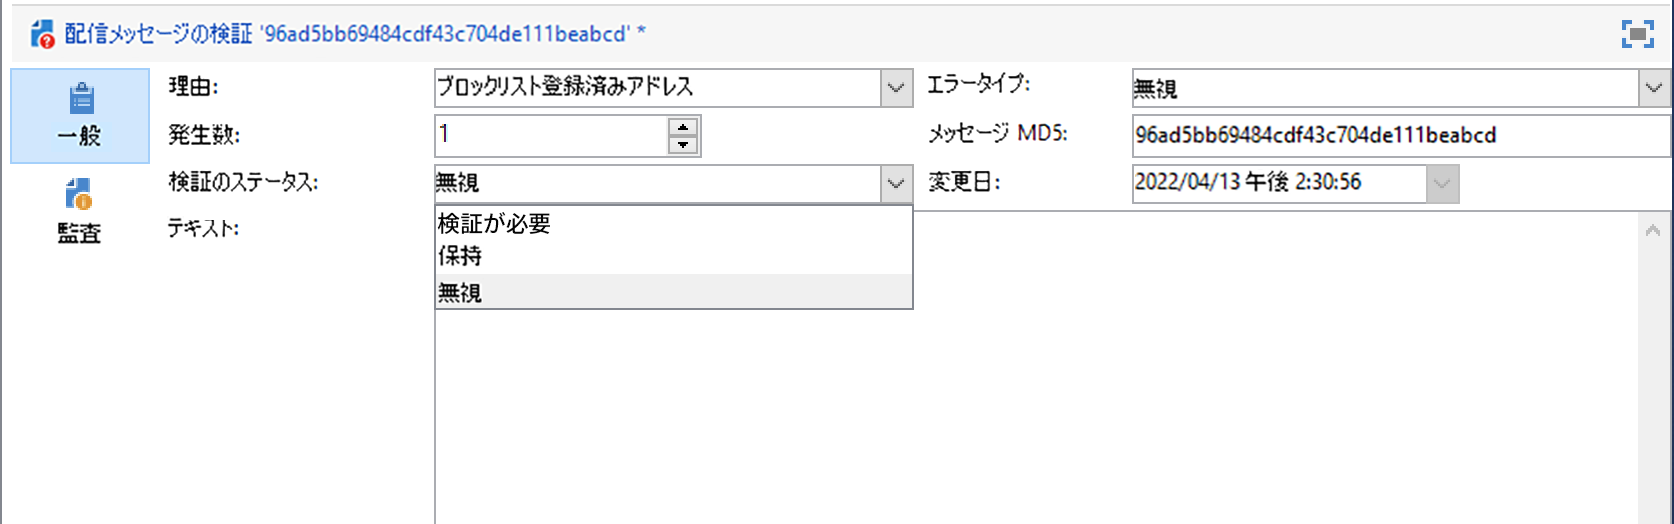 配信メッセージの検証 '96ad5bb69484cdf43c704de111beabcd' *
一般
監査
理由: ブロックリスト登録済みアドレス エラータイプ: 無視
発生数: 1 メッセージ MD5: 96ad5bb69484cdf43c704de111beabcd
検証のステータス: 無視 変更日: 2022/04/13 午後 2:30:56
テキスト:
検証が必要
保持
無視